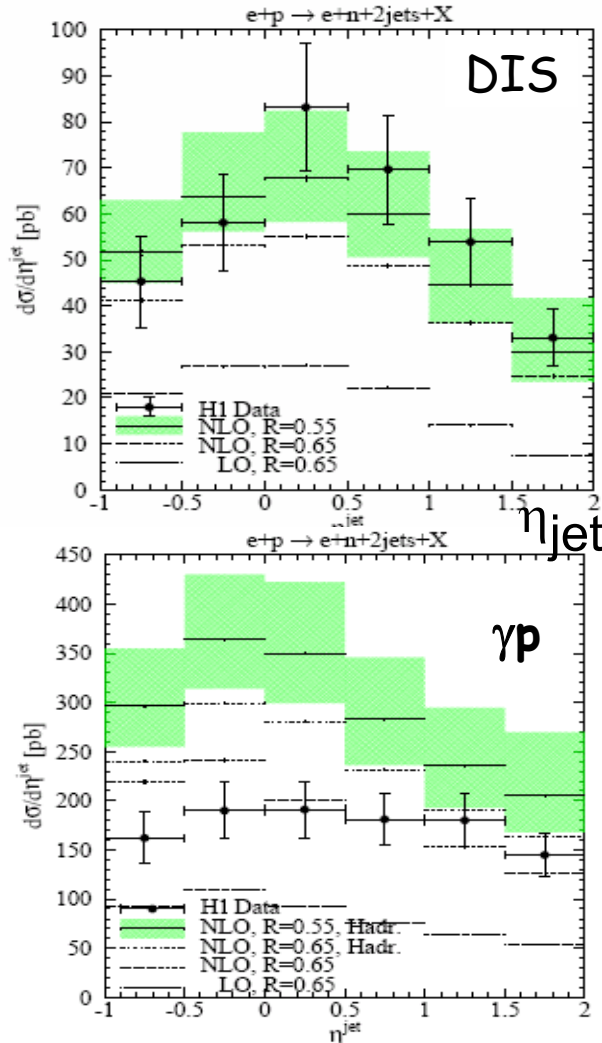 e+p → e+n+2jets+X
DIS
dσ/dη^jet [pb]
100
90
80
70
60
50
40
30
20
10
0
H1 Data
NLO, R=0.55
NLO, R=0.65
LO, R=0.65
-1 -0.5 0 0.5 1 1.5 2
η^jet
η_jet
e+p → e+n+2jets+X
γp
dσ/dη^jet [pb]
450
400
350
300
250
200
150
100
50
0
H1 Data
NLO, R=0.55, Hadr.
NLO, R=0.65, Hadr.
NLO, R=0.65
LO, R=0.65
-1 -0.5 0 0.5 1 1.5 2
η^jet